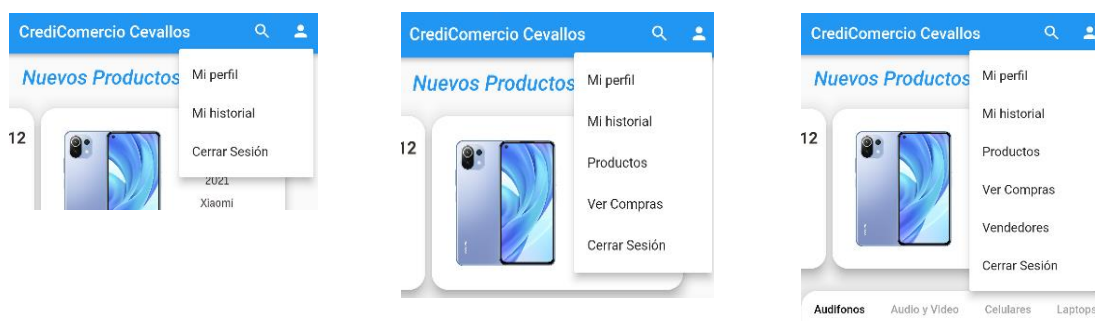 CrediComercio Cevallos
Nuevos Productos
Mi perfil
Mi historial
Cerrar Sesión
12
2021
Xiaomi
CrediComercio Cevallos
Nuevos Productos
Mi perfil
Mi historial
Productos
Ver Compras
Cerrar Sesión
12
CrediComercio Cevallos
Nuevos Productos
Mi perfil
Mi historial
Productos
Ver Compras
Vendedores
Cerrar Sesión
12
Audifonos Audio y Video Celulares Laptops